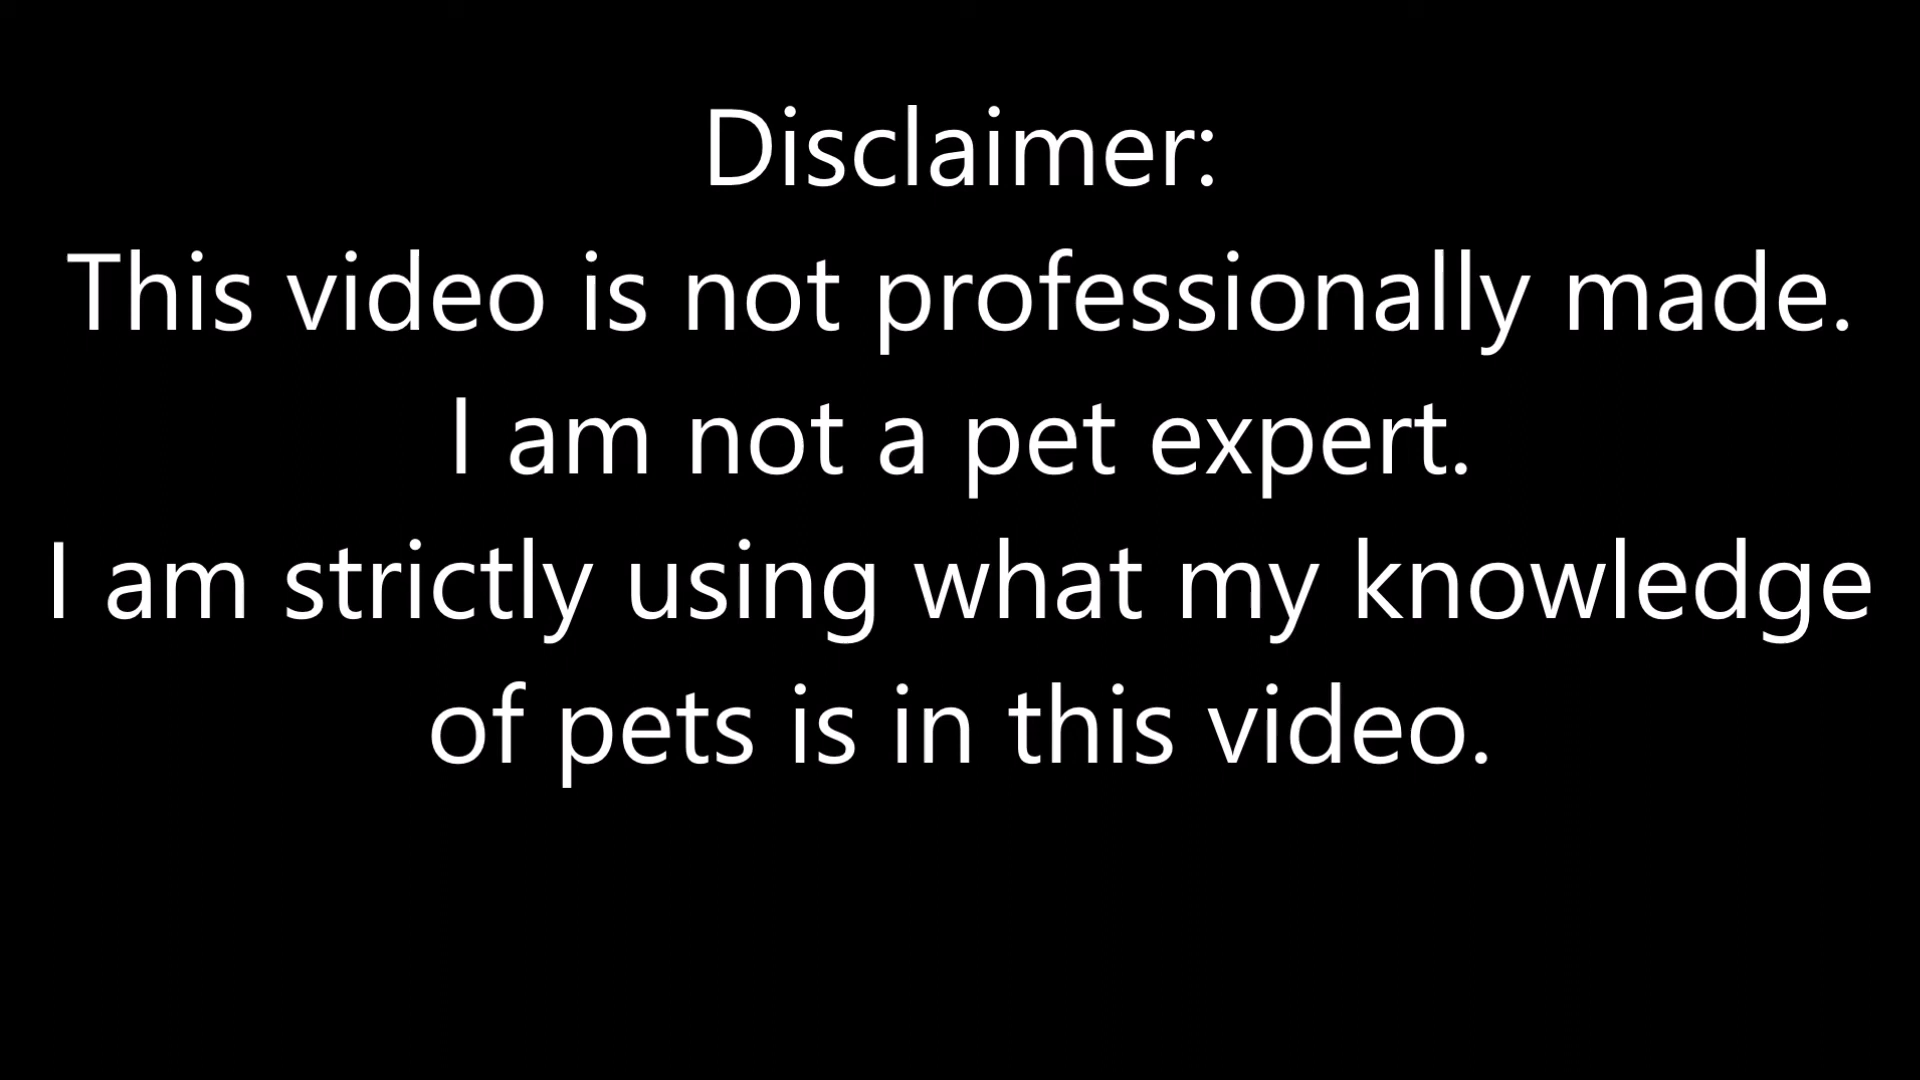 Disclaimer:
This video is not professionally made.
I am not a pet expert.
I am strictly using what my knowledge
of pets is in this video.